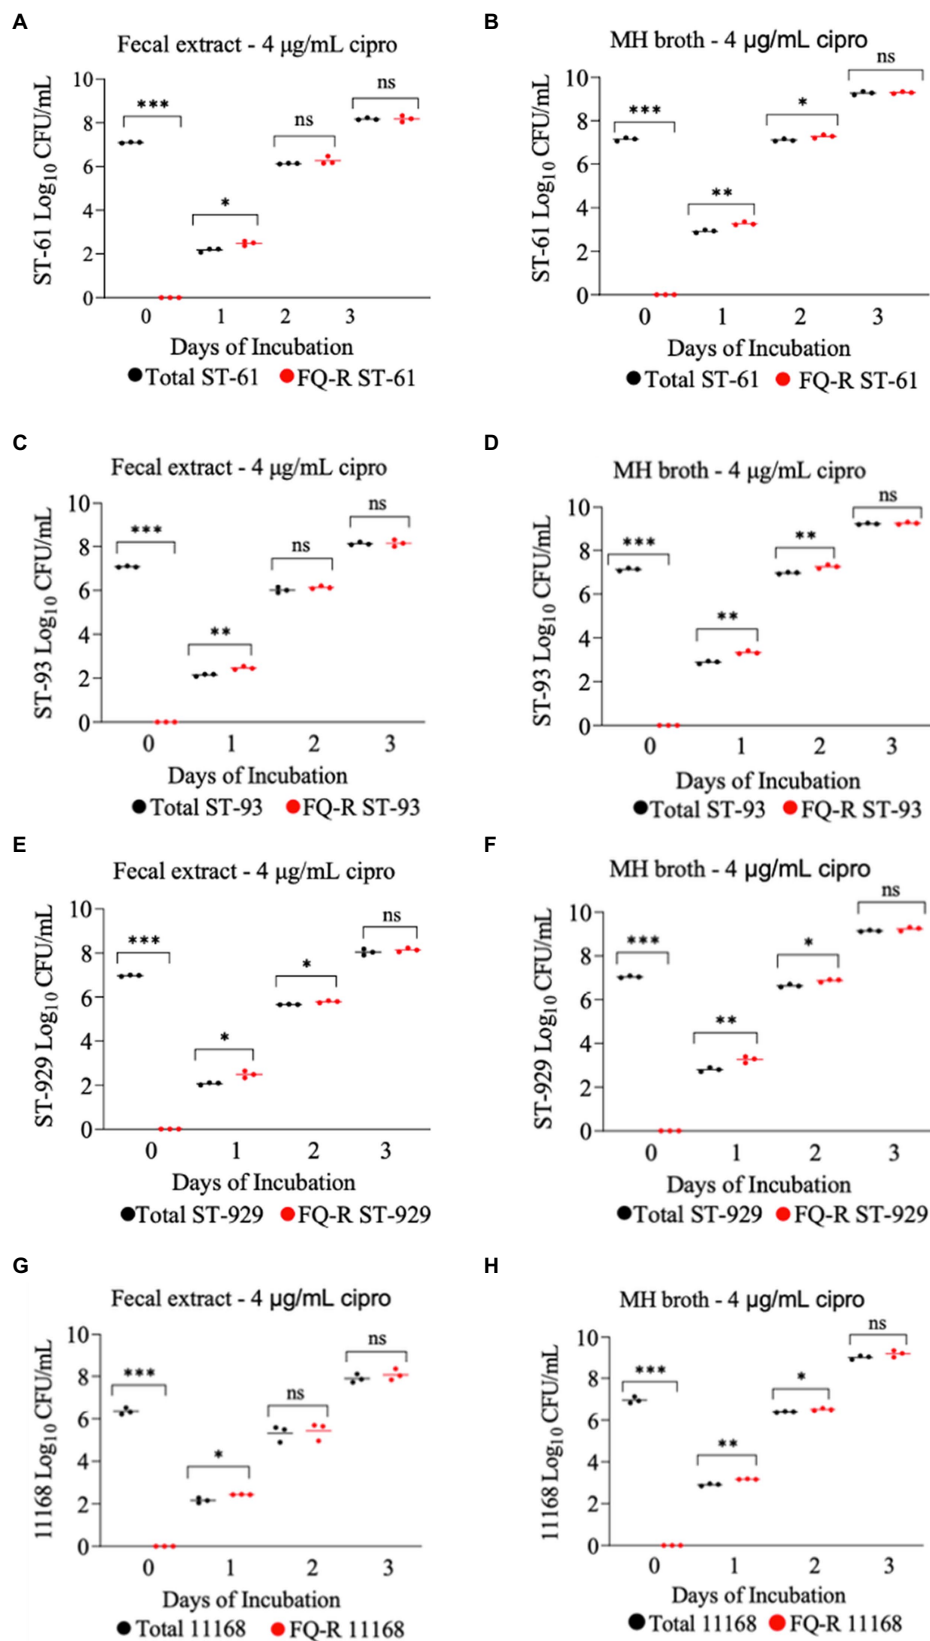 A
Fecal extract - 4 µg/mL cipro
ST-61 Log10 CFU/mL
10
8
6
4
2
0
***
*
ns
ns
0 1 2 3
Days of Incubation
Total ST-61 FQ-R ST-61
B
MH broth - 4 µg/mL cipro
ST-61 Log10 CFU/mL
10
8
6
4
2
0
***
**
*
ns
0 1 2 3
Days of Incubation
Total ST-61 FQ-R ST-61
C
Fecal extract - 4 µg/mL cipro
ST-93 Log10 CFU/mL
10
8
6
4
2
0
***
**
ns
ns
0 1 2 3
Days of Incubation
Total ST-93 FQ-R ST-93
D
MH broth - 4 µg/mL cipro
ST-93 Log10 CFU/mL
10
8
6
4
2
0
***
**
**
ns
0 1 2 3
Days of Incubation
Total ST-93 FQ-R ST-93
E
Fecal extract - 4 µg/mL cipro
ST-929 Log10 CFU/mL
10
8
6
4
2
0
***
*
*
ns
0 1 2 3
Days of Incubation
Total ST-929 FQ-R ST-929
F
MH broth - 4 µg/mL cipro
ST-929 Log10 CFU/mL
10
8
6
4
2
0
***
**
*
ns
0 1 2 3
Days of Incubation
Total ST-929 FQ-R ST-929
G
Fecal extract - 4 µg/mL cipro
11168 Log10 CFU/mL
10
8
6
4
2
0
***
*
ns
ns
0 1 2 3
Days of Incubation
Total 11168 FQ-R 11168
H
MH broth - 4 µg/mL cipro
11168 Log10 CFU/mL
10
8
6
4
2
0
***
**
*
ns
0 1 2 3
Days of Incubation
Total 11168 FQ-R 11168